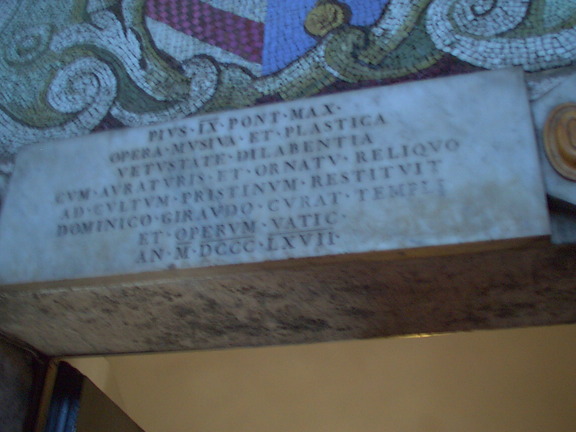 PIVS · IX · PONT · MAX ·
OPERA · MVSIVA · ET · PLASTICA
VETVSTATE · DILABENTIA
CVM · AVRATVRIS · ET · ORNATV · RELIQVO
AD · CVLTVM · PRISTINVM · RESTITVIT
DOMINICO · GIRAVDO · CVRAT · TEMPLI
ET · OPERVM · VATIC ·
AN · M · DCCC · LXVII ·